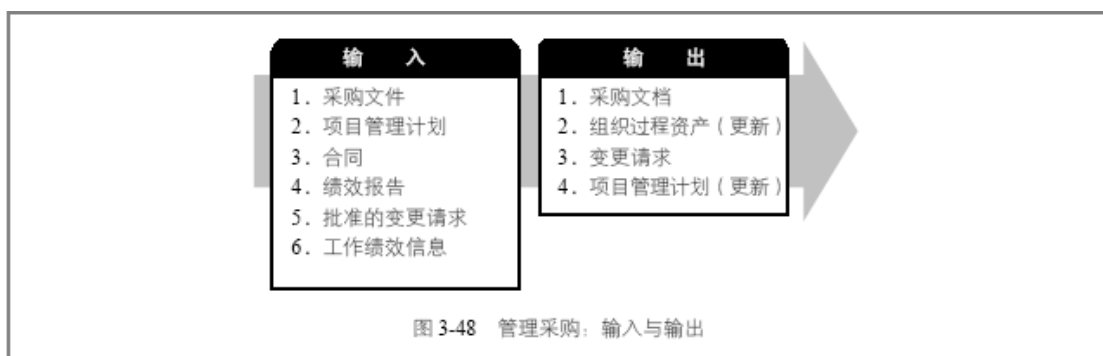 输 入
1. 采购文件
2. 项目管理计划
3. 合同
4. 绩效报告
5. 批准的变更请求
6. 工作绩效信息
输 出
1. 采购文档
2. 组织过程资产(更新)
3. 变更请求
4. 项目管理计划(更新)
图 3-48 管理采购:输入与输出